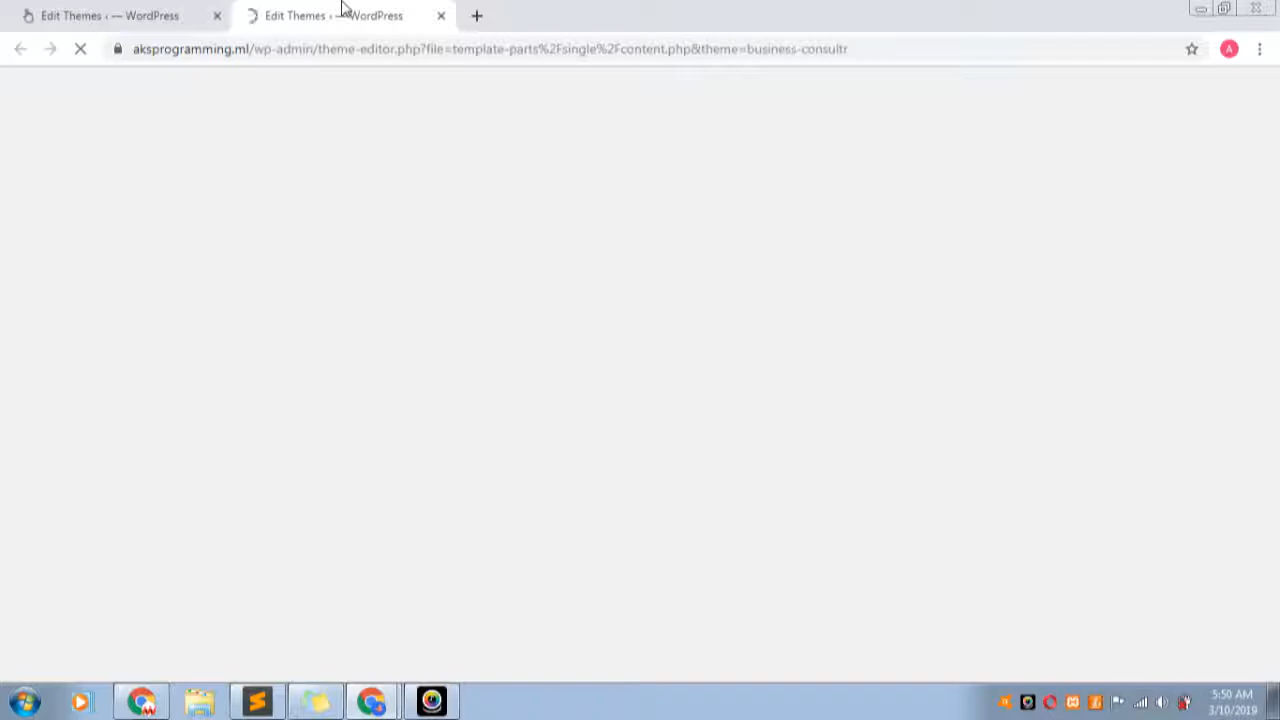 Edit Themes ‹ — WordPress
Edit Themes ‹ — WordPress
aksprogramming.ml/wp-admin/theme-editor.php?file=template-parts%2Fsingle%2Fcontent.php&theme=business-consultr
A
5:50 AM
3/10/2019